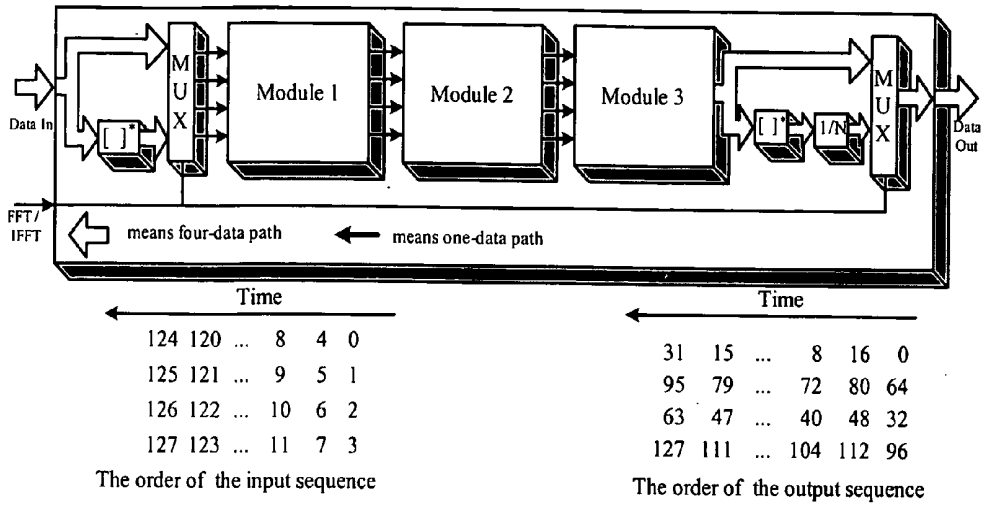 Data In
[ ]*
MUX
Module 1
Module 2
Module 3
[ ]*
1/N
MUX
Data Out
FFT / IFFT
means four-data path
means one-data path
Time
124 120 ... 8 4 0
125 121 ... 9 5 1
126 122 ... 10 6 2
127 123 ... 11 7 3
The order of the input sequence
Time
31 15 ... 8 16 0
95 79 ... 72 80 64
63 47 ... 40 48 32
127 111 ... 104 112 96
The order of the output sequence